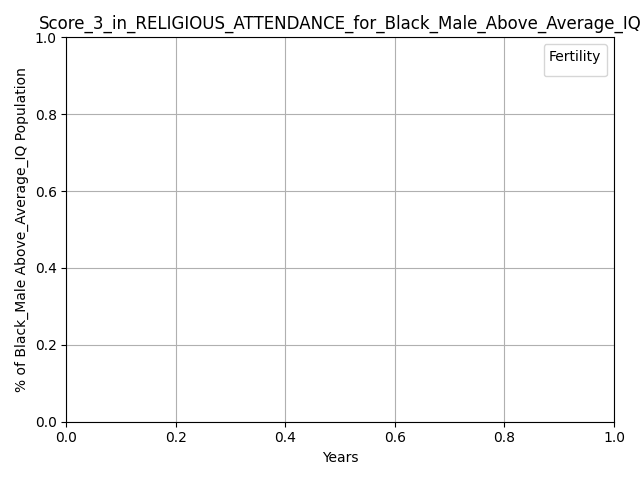 Score_3_in_RELIGIOUS_ATTENDANCE_for_Black_Male_Above_Average_IQ
Fertility
% of Black_Male Above_Average_IQ Population
1.0
0.8
0.6
0.4
0.2
0.0
0.0 0.2 0.4 0.6 0.8 1.0
Years